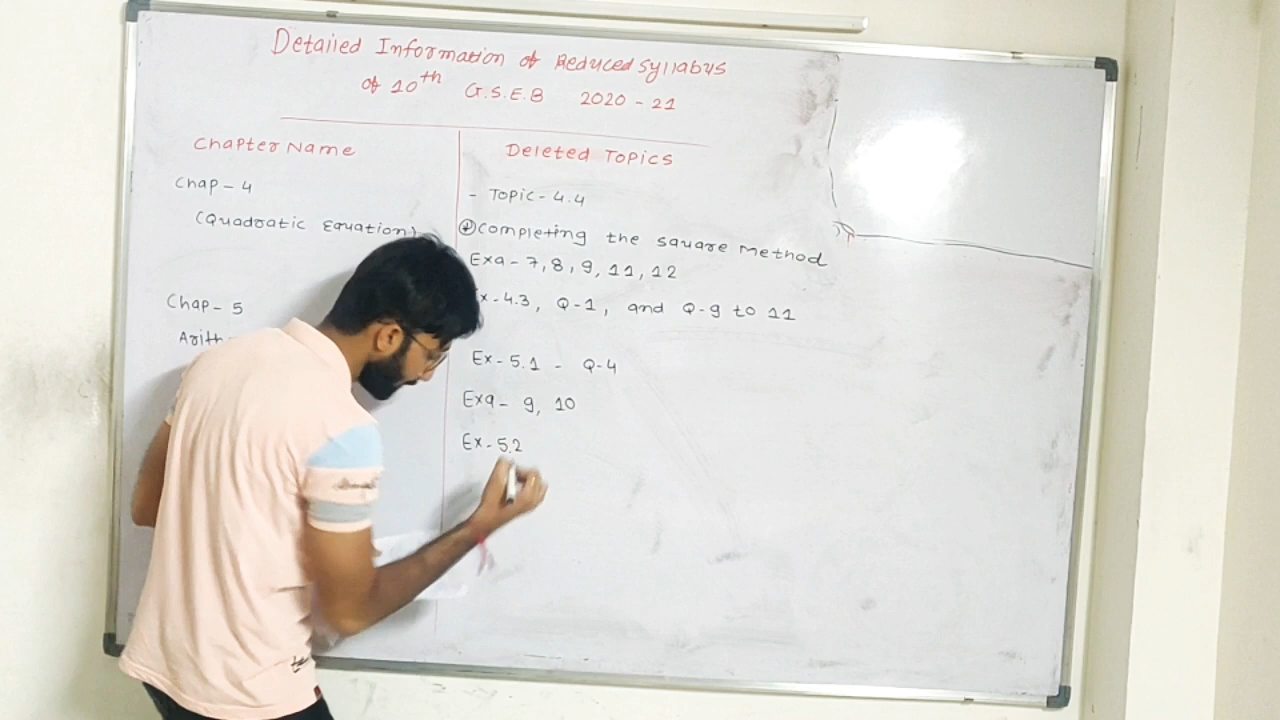 Detailed Information of Reduced Syllabus
of 10th G.S.E.B 2020 - 21
Chapter Name
Deleted Topics
Chap - 4
(Quadratic Equation)
- Topic - 4.4
completing the square method
Exa - 7, 8, 9, 11, 12
Ex - 4.3, Q-1, and Q-9 to 11
Chap - 5
Ex - 5.1 - Q-4
Exa - 9, 10
Ex - 5.2